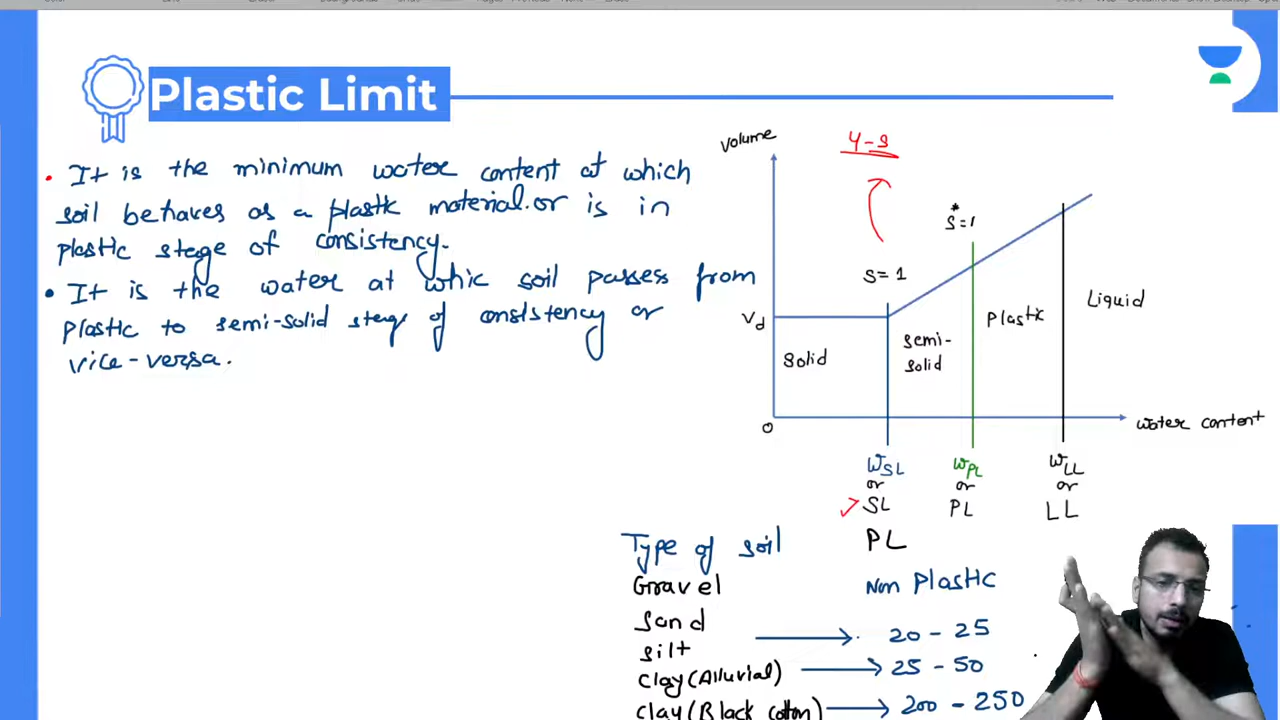 Plastic Limit
• It is the minimum water content at which
soil behaves as a plastic material.or is in
plastic stage of consistency.
• It is the water at whic soil passes from
plastic to semi-solid stage of consistency or
vice-versa.
Volume
4-S
S=1
S=1
Vd
Solid
Semi-
solid
Plastic
Liquid
0
Water content
WSL
or
SL
WPL
or
PL
WLL
or
LL
Type of soil PL
Gravel Non Plastic
Sand
Silt → 20 - 25
Clay(Alluvial) → 25 - 50
Clay(Black Cotton) → 200 - 250